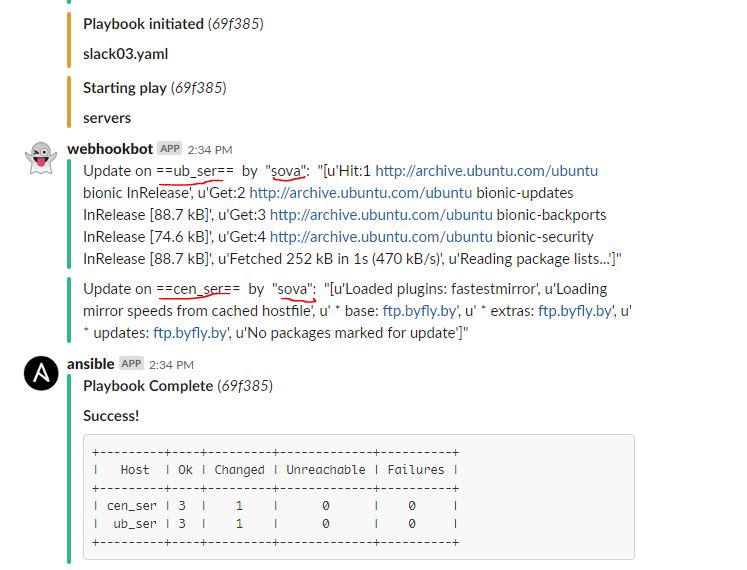 Playbook initiated (69f385)
slack03.yaml
Starting play (69f385)
servers
webhookbot APP 2:34 PM
Update on ==ub_ser== by "sova": "[u'Hit:1 http://archive.ubuntu.com/ubuntu
bionic InRelease', u'Get:2 http://archive.ubuntu.com/ubuntu bionic-updates
InRelease [88.7 kB]', u'Get:3 http://archive.ubuntu.com/ubuntu bionic-backports
InRelease [74.6 kB]', u'Get:4 http://archive.ubuntu.com/ubuntu bionic-security
InRelease [88.7 kB]', u'Fetched 252 kB in 1s (470 kB/s)', u'Reading package lists...']"
Update on ==cen_ser== by "sova": "[u'Loaded plugins: fastestmirror', u'Loading
mirror speeds from cached hostfile', u' * base: ftp.byfly.by', u' * extras: ftp.byfly.by', u'
* updates: ftp.byfly.by', u'No packages marked for update']"
ansible APP 2:34 PM
Playbook Complete (69f385)
Success!
+---------+----+---------+-------------+----------+
| Host | Ok | Changed | Unreachable | Failures |
+---------+----+---------+-------------+----------+
| cen_ser | 3 | 1 | 0 | 0 |
| ub_ser | 3 | 1 | 0 | 0 |
+---------+----+---------+-------------+----------+